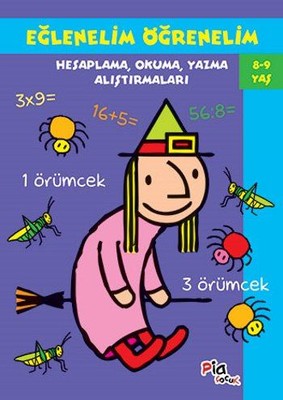 EĞLENELİM ÖĞRENELİM
HESAPLAMA, OKUMA, YAZMA
ALIŞTIRMALARI
8-9
YAŞ
3x9=
16+5=
56:8=
1 örümcek
3 örümcek
Pia
Çocuk